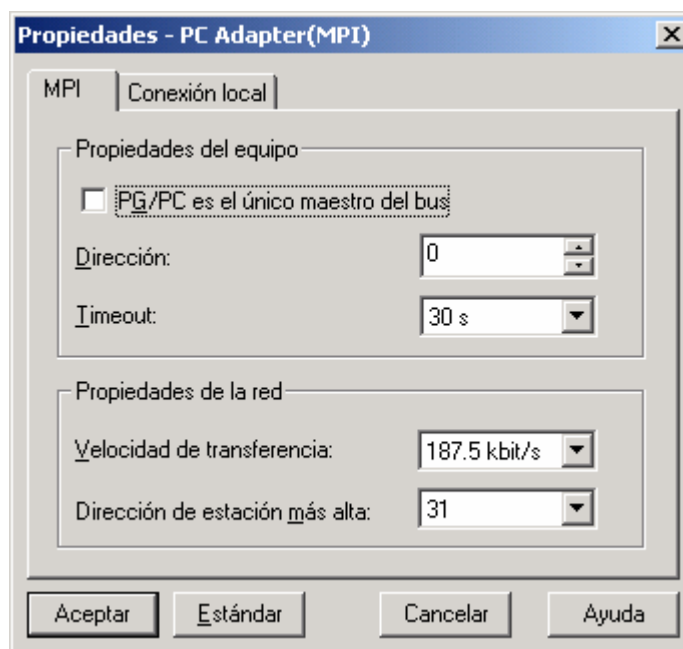 Propiedades - PC Adapter(MPI)
MPI
Conexión local
Propiedades del equipo
PG/PC es el único maestro del bus
Dirección:
0
Timeout:
30 s
Propiedades de la red
Velocidad de transferencia:
187.5 kbit/s
Dirección de estación más alta:
31
Aceptar
Estándar
Cancelar
Ayuda